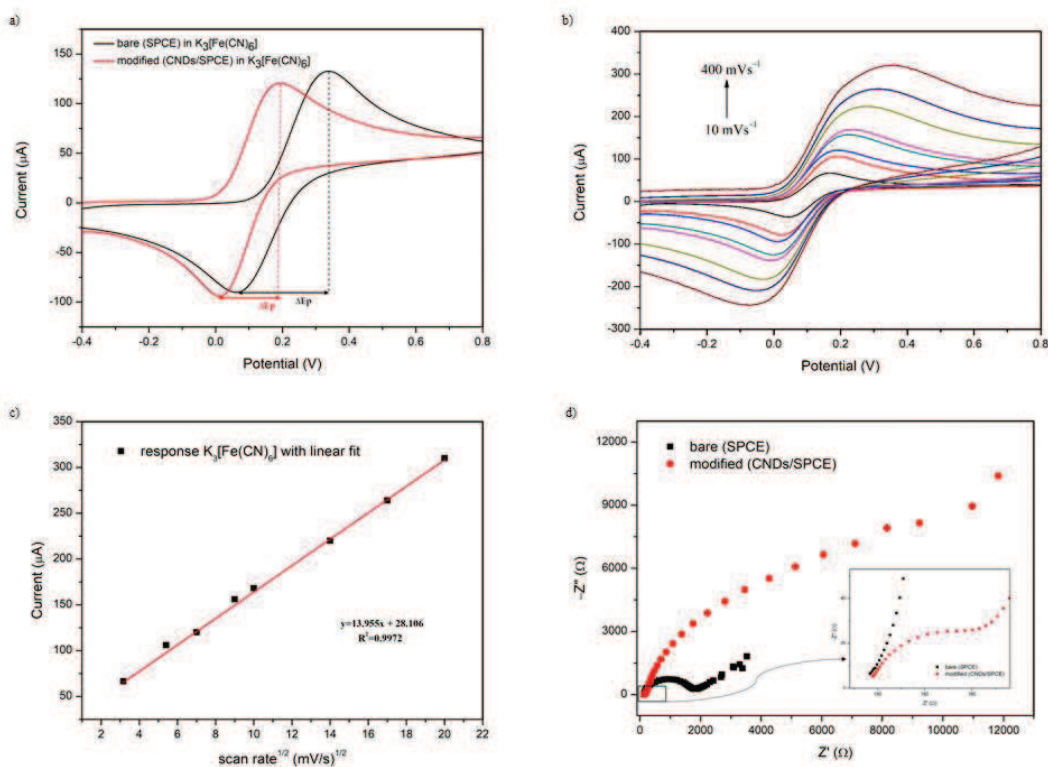 a)
bare (SPCE) in K3[Fe(CN)6]
modified (CNDs/SPCE) in K3[Fe(CN)6]
150
125
100
75
50
25
0
-50
-100
Current (μA)
ΔEp
ΔEp
-0.4
-0.2
0.0
0.2
0.4
0.6
0.8
Potential (V)
b)
400 mVs⁻¹
10 mVs⁻¹
400
300
200
100
0
-100
-200
-300
Current (μA)
-0.4
-0.2
0.0
0.2
0.4
0.6
0.8
Potential (V)
c)
response K3[Fe(CN)6] with linear fit
350
300
250
200
150
100
50
Current (μA)
y=13.955x + 28.106
R²=0.9972
4
6
8
10
12
14
16
18
20
22
scan rate^1/2 (mV/s)^1/2
d)
bare (SPCE)
modified (CNDs/SPCE)
12000
9000
6000
3000
0
-Z'' (Ω)
bare (SPCE)
modified (CNDs/SPCE)
0
2000
4000
6000
8000
10000
12000
Z' (Ω)